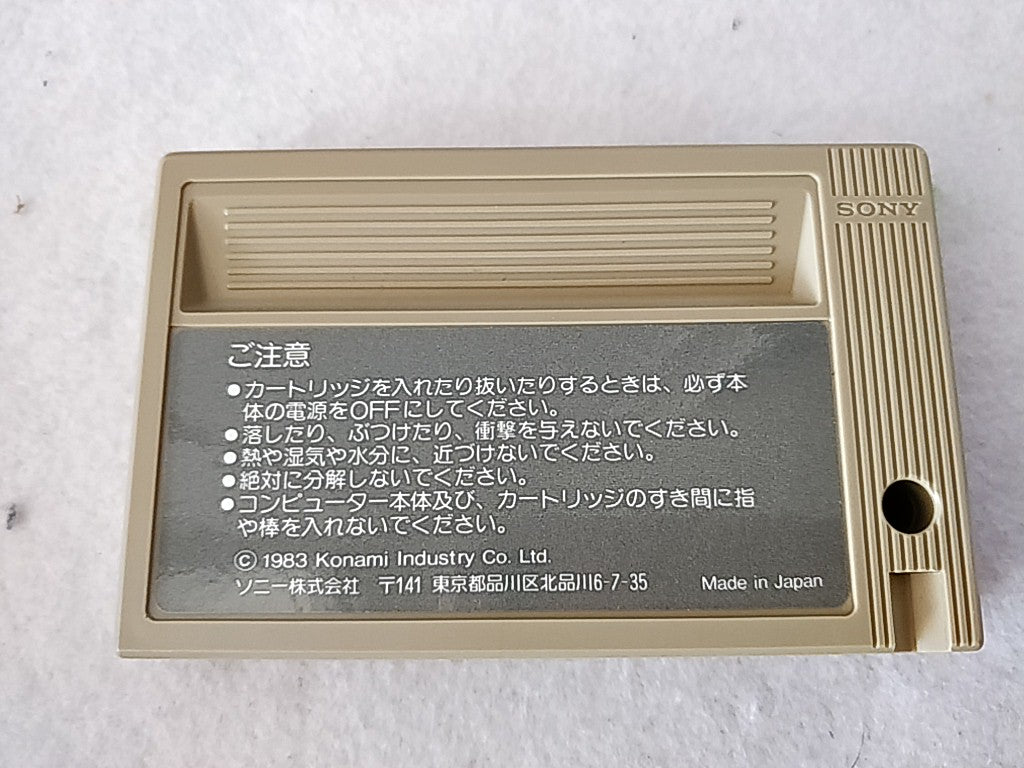 SONY
ご注意
●カートリッジを入れたり抜いたりするときは、必ず本
体の電源をOFFにしてください。
●落したり、ぶつけたり、衝撃を与えないでください。
●熱や湿気や水分に、近づけないでください。
●絶対に分解しないでください。
●コンピューター本体及び、カートリッジのすき間に指
や棒を入れないでください。
© 1983 Konami Industry Co. Ltd.
ソニー株式会社 〒141 東京都品川区北品川6-7-35 Made in Japan